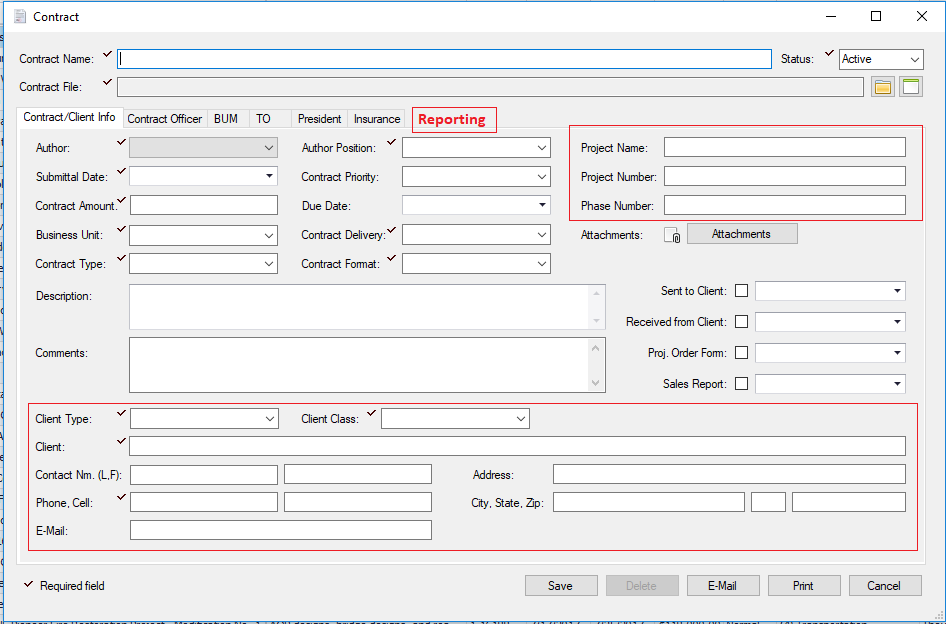 Contract
Contract Name:
Status: Active
Contract File:
Contract/Client Info Contract Officer BUM TO President Insurance Reporting
Author: Author Position: Project Name:
Submittal Date: Contract Priority: Project Number:
Contract Amount: Due Date: Phase Number:
Business Unit: Contract Delivery: Attachments: Attachments
Contract Type: Contract Format:
Description: Sent to Client:
Received from Client:
Comments: Proj. Order Form:
Sales Report:
Client Type: Client Class:
Client:
Contact Nm. (L,F): Address:
Phone, Cell: City, State, Zip:
E-Mail:
Required field Save Delete E-Mail Print Cancel